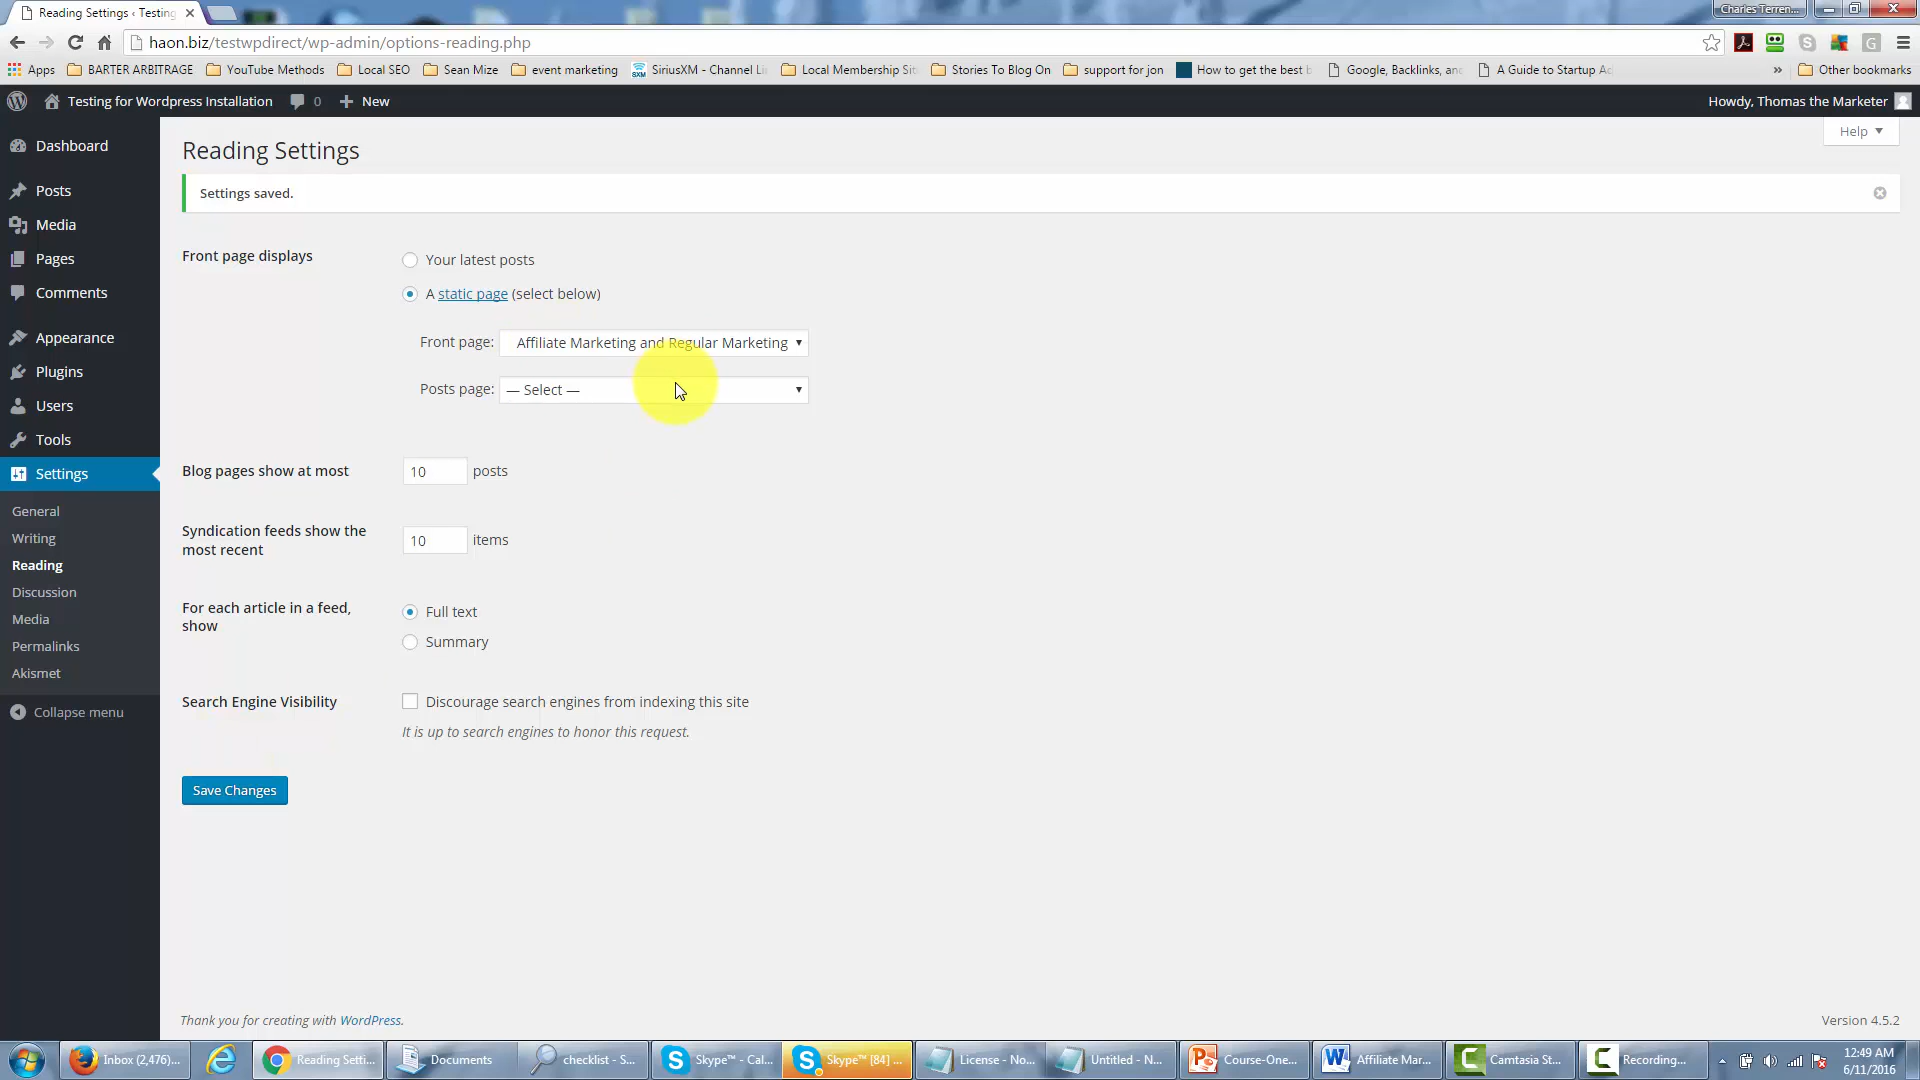 Reading Settings ‹ Testing
Charles Terren...
haon.biz/testwpdirect/wp-admin/options-reading.php
Apps
BARTER ARBITRAGE
YouTube Methods
Local SEO
Sean Mize
event marketing
SiriusXM - Channel Li
Local Membership Sit
Stories To Blog On
support for jon
How to get the best
Google, Backlinks, and
A Guide to Startup
»
Other bookmarks
Testing for Wordpress Installation
0
+ New
Howdy, Thomas the Marketer
Help ▼
Dashboard
Posts
Media
Pages
Comments
Appearance
Plugins
Users
Tools
Settings
General
Writing
Reading
Discussion
Media
Permalinks
Akismet
Collapse menu
Reading Settings
Settings saved.
Front page displays
Your latest posts
A static page (select below)
Front page: Affiliate Marketing and Regular Marketing
Posts page: — Select —
Blog pages show at most 10 posts
Syndication feeds show the
most recent
10 items
For each article in a feed,
show
Full text
Summary
Search Engine Visibility
Discourage search engines from indexing this site
It is up to search engines to honor this request.
Save Changes
Thank you for creating with WordPress.
Version 4.5.2
Inbox (2,476)...
Reading Setti...
Documents
checklist - S...
Skype™ - Cal...
Skype™ [84] ...
License - No...
Untitled - N...
Course-One...
Affiliate Mar...
Camtasia St...
Recording...
12:49 AM
6/11/2016